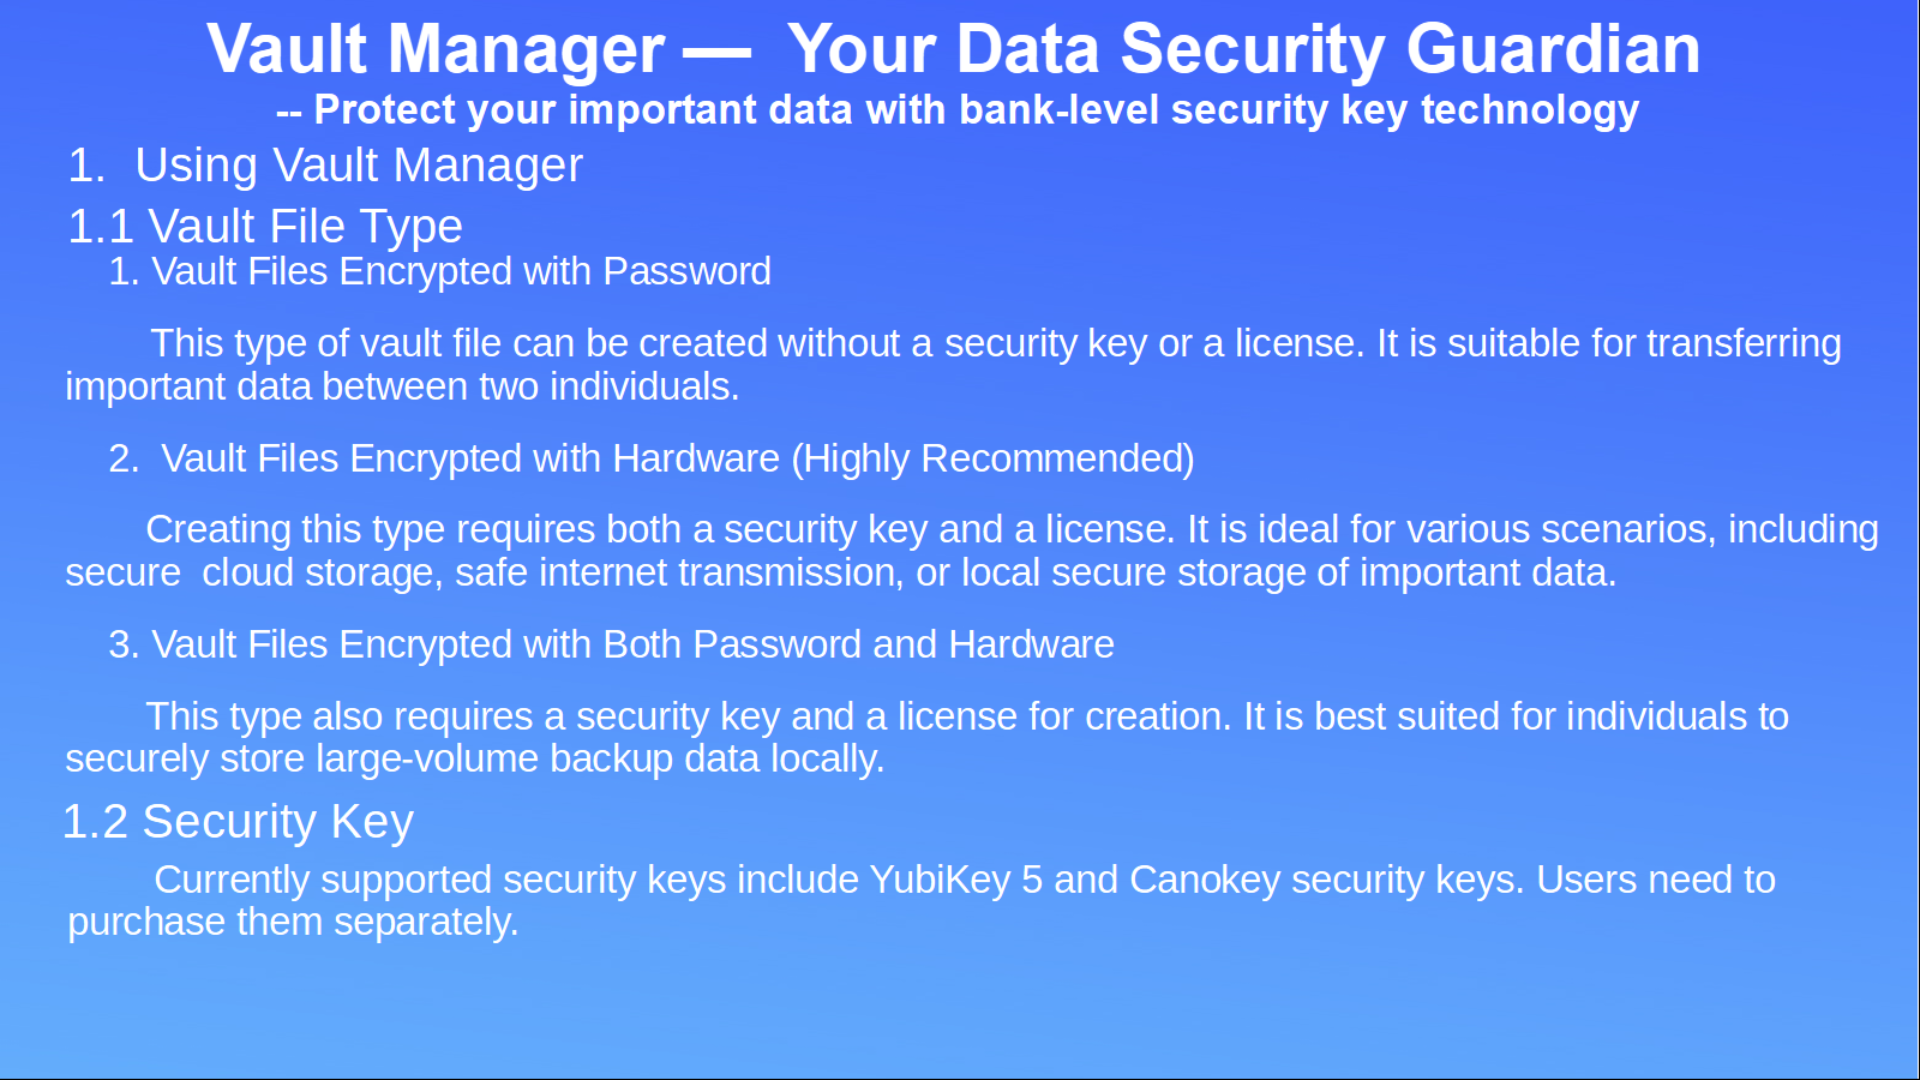 Vault Manager —  Your Data Security Guardian
-- Protect your important data with bank-level security key technology
1.  Using Vault Manager
1.1 Vault File Type
1. Vault Files Encrypted with Password
This type of vault file can be created without a security key or a license. It is suitable for transferring
important data between two individuals.
2.  Vault Files Encrypted with Hardware (Highly Recommended)
Creating this type requires both a security key and a license. It is ideal for various scenarios, including
secure  cloud storage, safe internet transmission, or local secure storage of important data.
3. Vault Files Encrypted with Both Password and Hardware
This type also requires a security key and a license for creation. It is best suited for individuals to
securely store large-volume backup data locally.
1.2 Security Key
Currently supported security keys include YubiKey 5 and Canokey security keys. Users need to
purchase them separately.